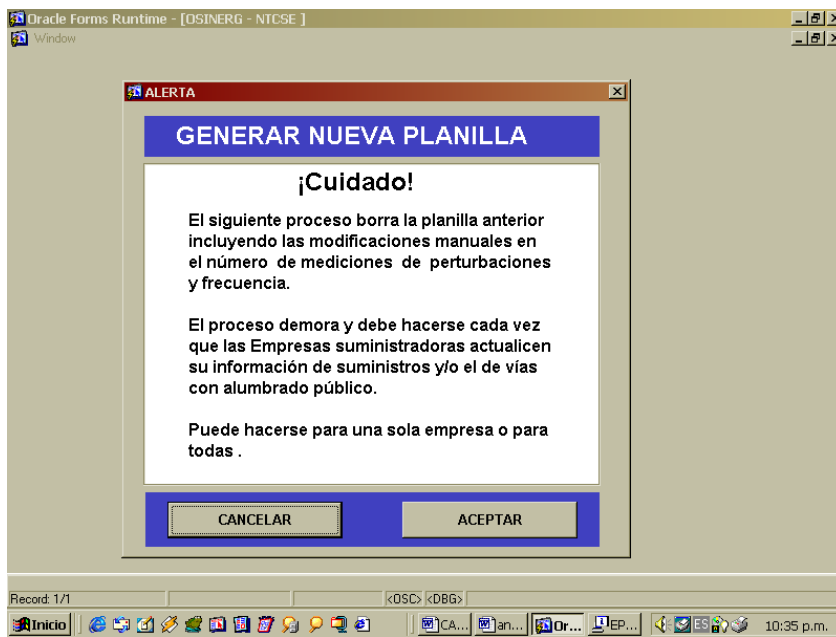 Oracle Forms Runtime - [OSINERG - NTCSE ]
Window
ALERTA
GENERAR NUEVA PLANILLA
¡Cuidado!
El siguiente proceso borra la planilla anterior
incluyendo las modificaciones manuales en
el número de mediciones de perturbaciones
y frecuencia.
El proceso demora y debe hacerse cada vez
que las Empresas suministradoras actualicen
su información de suministros y/o el de vías
con alumbrado público.
Puede hacerse para una sola empresa o para
todas .
CANCELAR
ACEPTAR
Record: 1/1
<OSC> <DBG>
Inicio
CA...
an...
Or...
EP...
ES
10:35 p.m.